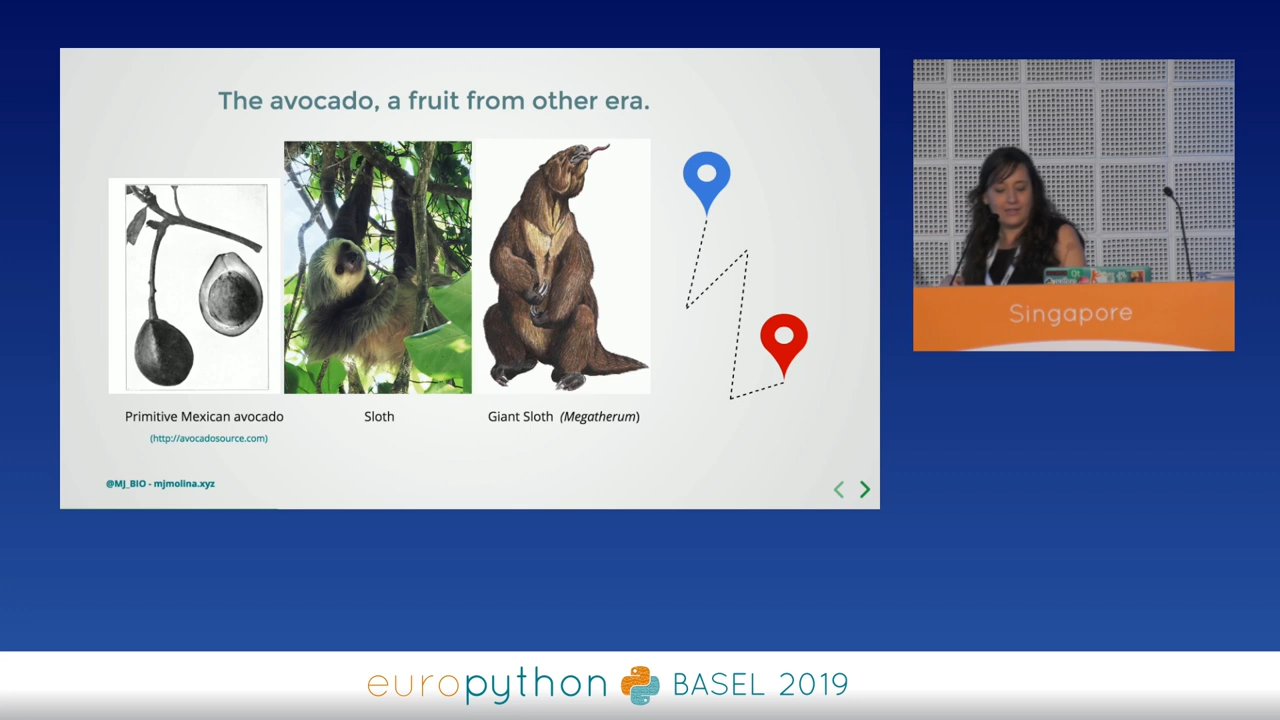 The avocado, a fruit from other era.
Primitive Mexican avocado
(http://avocadosource.com)
Sloth
Giant Sloth (Megatherum)
@MJ_BIO - mjmolina.xyz
Qt
Singapore
europython BASEL 2019